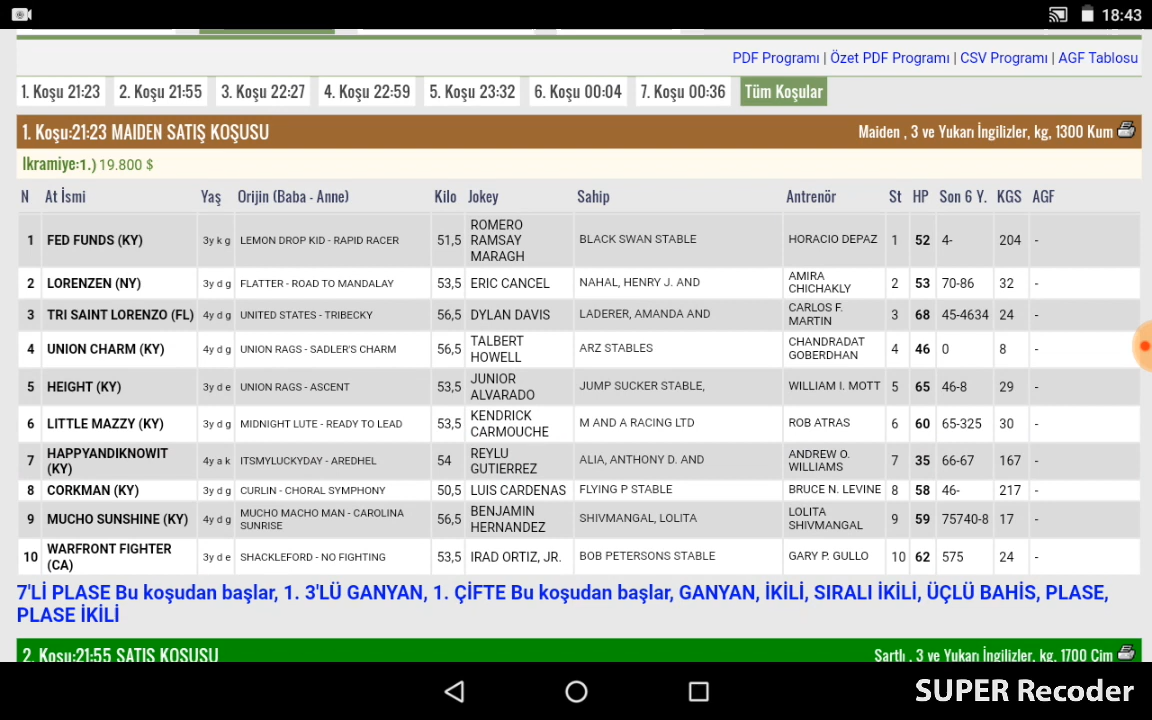 18:43
PDF Programı | Özet PDF Programı | CSV Programı | AGF Tablosu
1. Koşu 21:23 2. Koşu 21:55 3. Koşu 22:27 4. Koşu 22:59 5. Koşu 23:32 6. Koşu 00:04 7. Koşu 00:36 Tüm Koşular
1. Koşu:21:23 MAIDEN SATIŞ KOŞUSU Maiden , 3 ve Yukarı İngilizler, kg, 1300 Kum
Ikramiye:1.) 19.800 $
N At İsmi Yaş Orijin (Baba - Anne) Kilo Jokey Sahip Antrenör St HP Son 6 Y. KGS AGF
1 FED FUNDS (KY) 3y k g LEMON DROP KID - RAPID RACER 51,5 ROMERO RAMSAY MARAGH BLACK SWAN STABLE HORACIO DEPAZ 1 52 4- 204 -
2 LORENZEN (NY) 3y d g FLATTER - ROAD TO MANDALAY 53,5 ERIC CANCEL NAHAL, HENRY J. AND AMIRA CHICHAKLY 2 53 70-86 32 -
3 TRI SAINT LORENZO (FL) 4y d g UNITED STATES - TRIBECKY 56,5 DYLAN DAVIS LADERER, AMANDA AND CARLOS F. MARTIN 3 68 45-4634 24 -
4 UNION CHARM (KY) 4y d g UNION RAGS - SADLER'S CHARM 56,5 TALBERT HOWELL ARZ STABLES CHANDRADAT GOBERDHAN 4 46 0 8 -
5 HEIGHT (KY) 3y d e UNION RAGS - ASCENT 53,5 JUNIOR ALVARADO JUMP SUCKER STABLE, WILLIAM I. MOTT 5 65 46-8 29 -
6 LITTLE MAZZY (KY) 3y d g MIDNIGHT LUTE - READY TO LEAD 53,5 KENDRICK CARMOUCHE M AND A RACING LTD ROB ATRAS 6 60 65-325 30 -
7 HAPPYANDIKNOWIT (KY) 4y a k ITSMYLUCKYDAY - AREDHEL 54 REYLU GUTIERREZ ALIA, ANTHONY D. AND ANDREW O. WILLIAMS 7 35 66-67 167 -
8 CORKMAN (KY) 3y d g CURLIN - CHORAL SYMPHONY 50,5 LUIS CARDENAS FLYING P STABLE BRUCE N. LEVINE 8 58 46- 217 -
9 MUCHO SUNSHINE (KY) 4y d g MUCHO MACHO MAN - CAROLINA SUNRISE 56,5 BENJAMIN HERNANDEZ SHIVMANGAL, LOLITA LOLITA SHIVMANGAL 9 59 75740-8 17 -
10 WARFRONT FIGHTER (CA) 3y d e SHACKLEFORD - NO FIGHTING 53,5 IRAD ORTIZ, JR. BOB PETERSONS STABLE GARY P. GULLO 10 62 575 24 -
7'Lİ PLASE Bu koşudan başlar, 1. 3'LÜ GANYAN, 1. ÇİFTE Bu koşudan başlar, GANYAN, İKİLİ, SIRALI İKİLİ, ÜÇLÜ BAHİS, PLASE,
PLASE İKİLİ
2. Koşu:21:55 SATIŞ KOŞUSU Şartlı , 3 ve Yukarı İngilizler, kg, 1700 Çim
SUPER Recoder